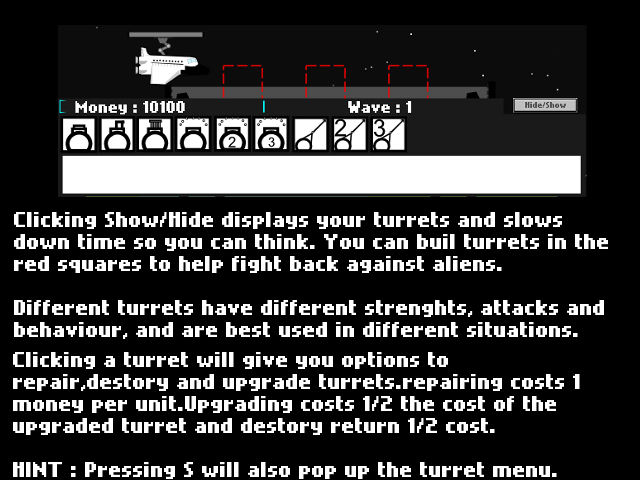 Money : 10100
Wave : 1
Hide/Show
2
3
2
3
Clicking Show/Hide displays your turrets and slows
down time so you can think. You can buil turrets in the
red squares to help fight back against aliens.
Different turrets have different strenghts, attacks and
behaviour, and are best used in different situations.
Clicking a turret will give you options to
repair,destory and upgrade turrets.repairing costs 1
money per unit.Upgrading costs 1/2 the cost of the
upgraded turret and destory return 1/2 cost.
HINT : Pressing S will also pop up the turret menu.